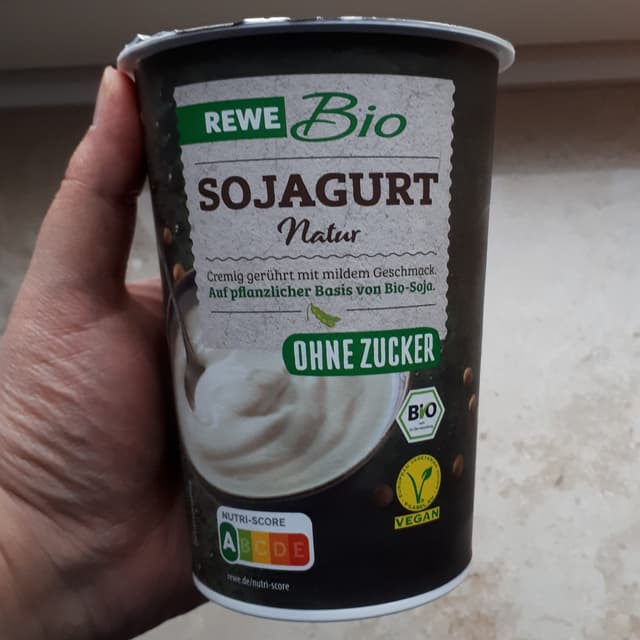 REWE Bio
SOJAGURT
Natur
Cremig gerührt mit mildem Geschmack.
Auf pflanzlicher Basis von Bio-Soja.
OHNE ZUCKER
BIO
VEGAN
NUTRI-SCORE
A B C D E
rewe.de/nutri-score